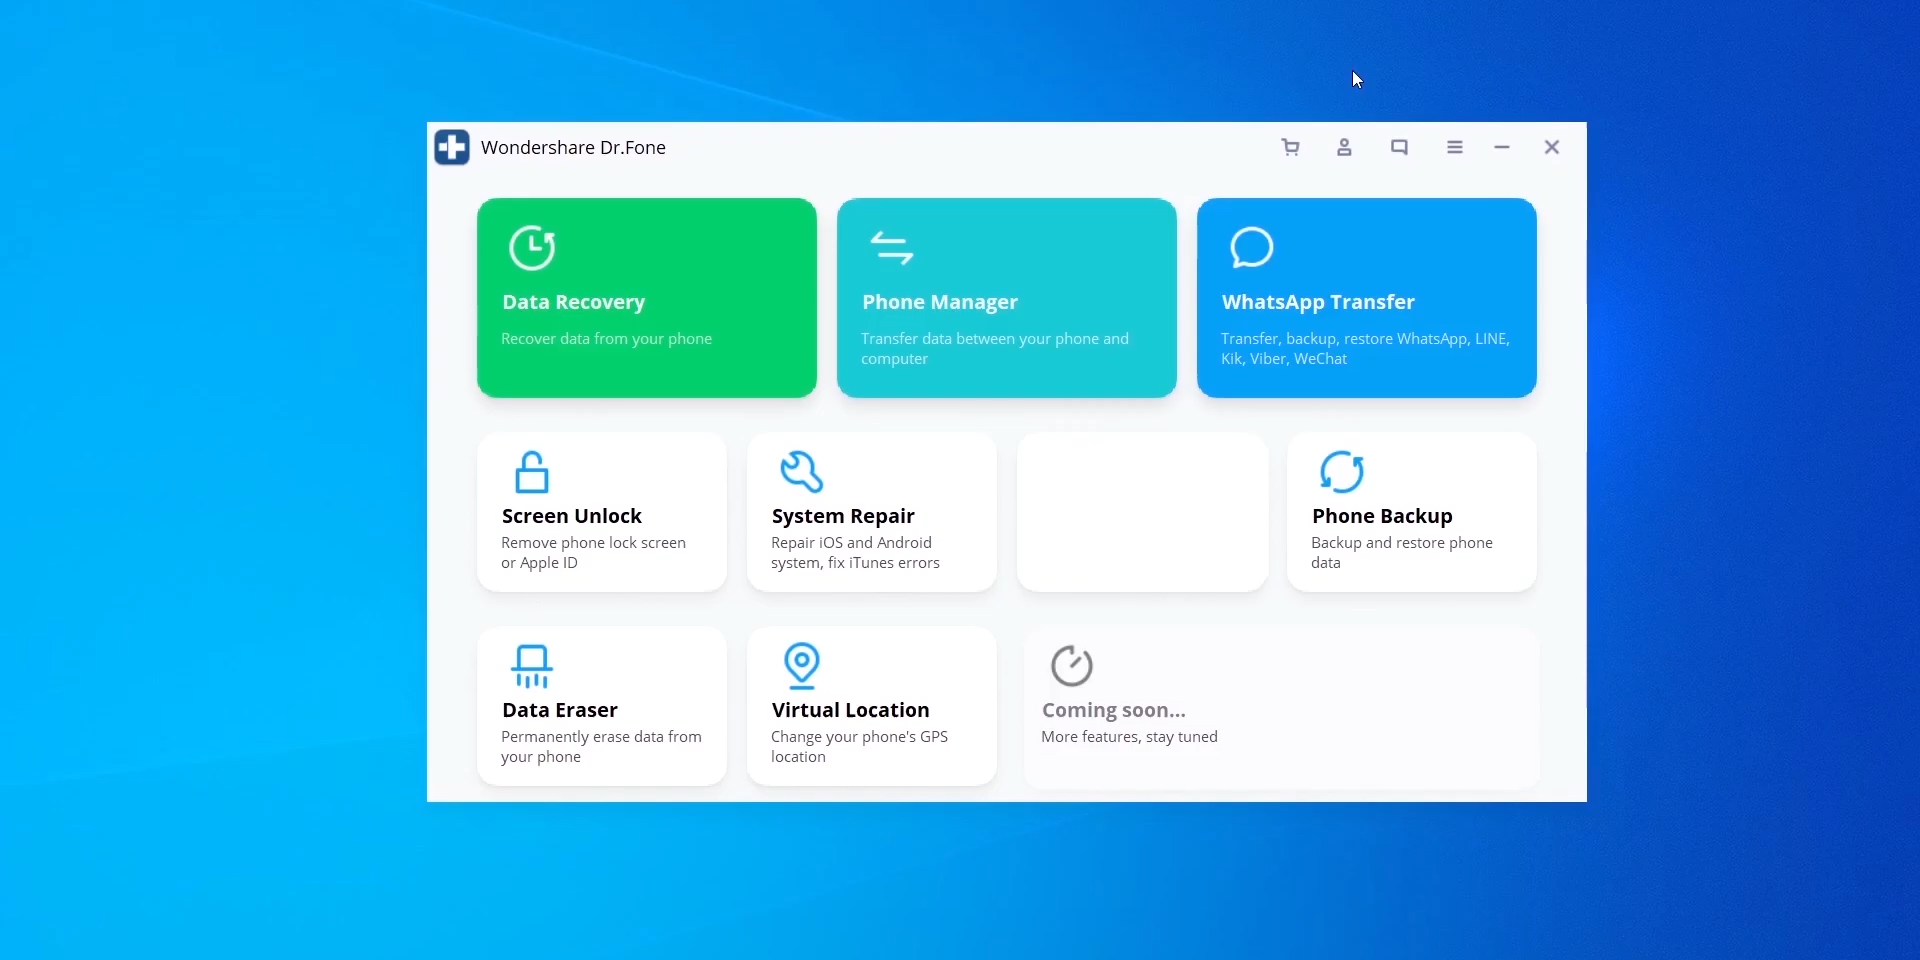 Wondershare Dr.Fone
Data Recovery
Recover data from your phone
Phone Manager
Transfer data between your phone and
computer
WhatsApp Transfer
Transfer, backup, restore WhatsApp, LINE,
Kik, Viber, WeChat
Screen Unlock
Remove phone lock screen
or Apple ID
System Repair
Repair iOS and Android
system, fix iTunes errors
Phone Backup
Backup and restore phone
data
Data Eraser
Permanently erase data from
your phone
Virtual Location
Change your phone's GPS
location
Coming soon...
More features, stay tuned